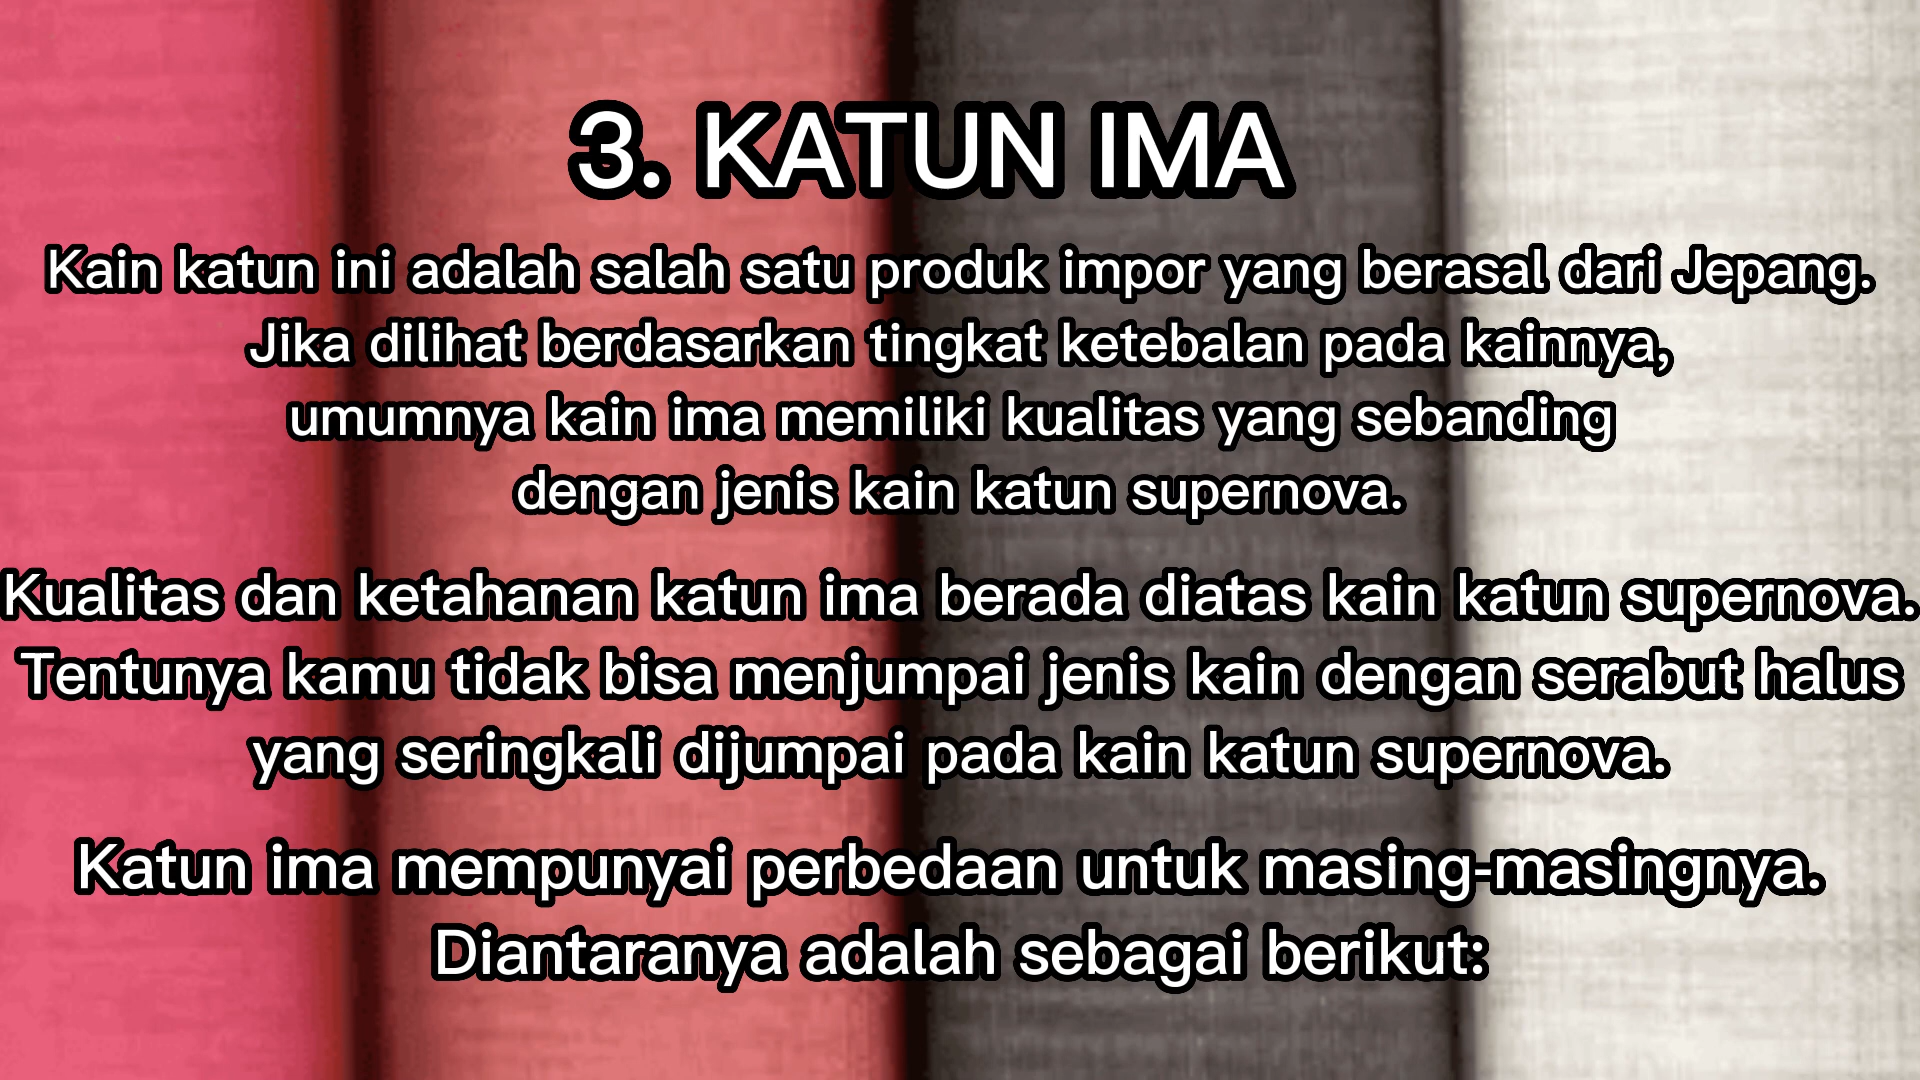 3. KATUN IMA
Kain katun ini adalah salah satu produk impor yang berasal dari Jepang.
Jika dilihat berdasarkan tingkat ketebalan pada kainnya,
umumnya kain ima memiliki kualitas yang sebanding
dengan jenis kain katun supernova.
Kualitas dan ketahanan katun ima berada diatas kain katun supernova.
Tentunya kamu tidak bisa menjumpai jenis kain dengan serabut halus
yang seringkali dijumpai pada kain katun supernova.
Katun ima mempunyai perbedaan untuk masing-masingnya.
Diantaranya adalah sebagai berikut: